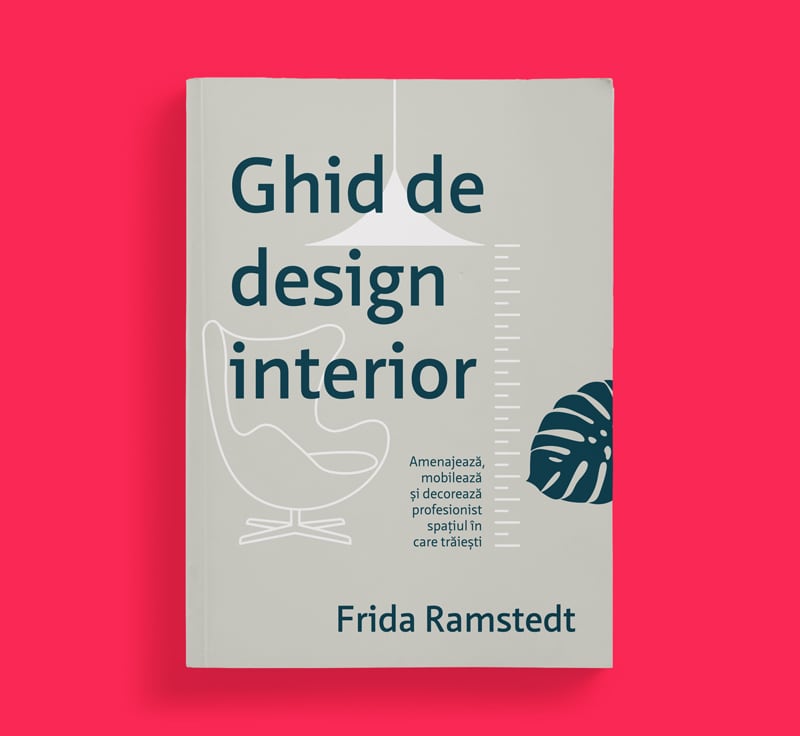 Ghid de
design
interior
Amenajează,
mobilează
și decorează
profesionist
spațiul în
care trăiești
Frida Ramstedt